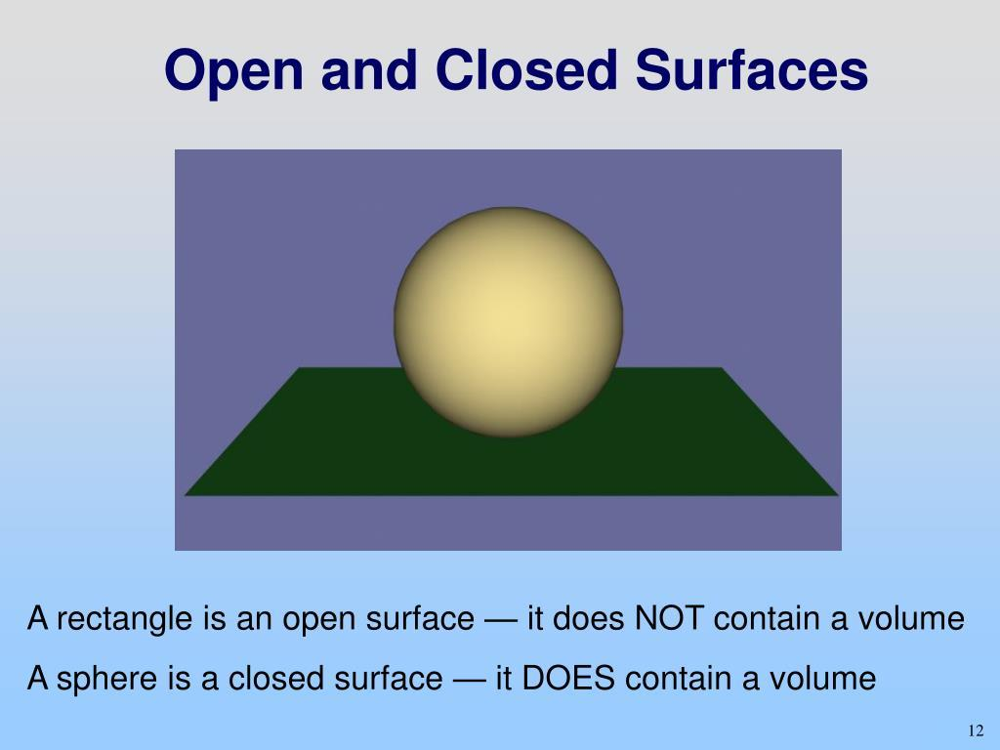 Open and Closed Surfaces
A rectangle is an open surface — it does NOT contain a volume
A sphere is a closed surface — it DOES contain a volume
12